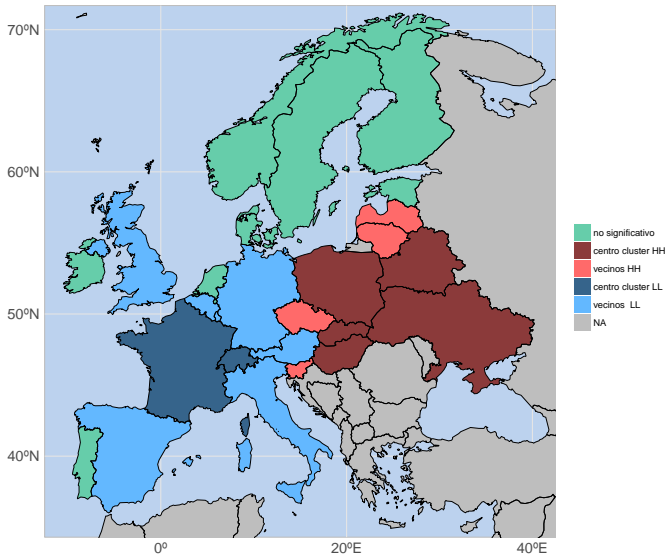 70ºN
60ºN
50ºN
40ºN
0º
20ºE
40ºE
no significativo
centro cluster HH
vecinos HH
centro cluster LL
vecinos  LL
NA